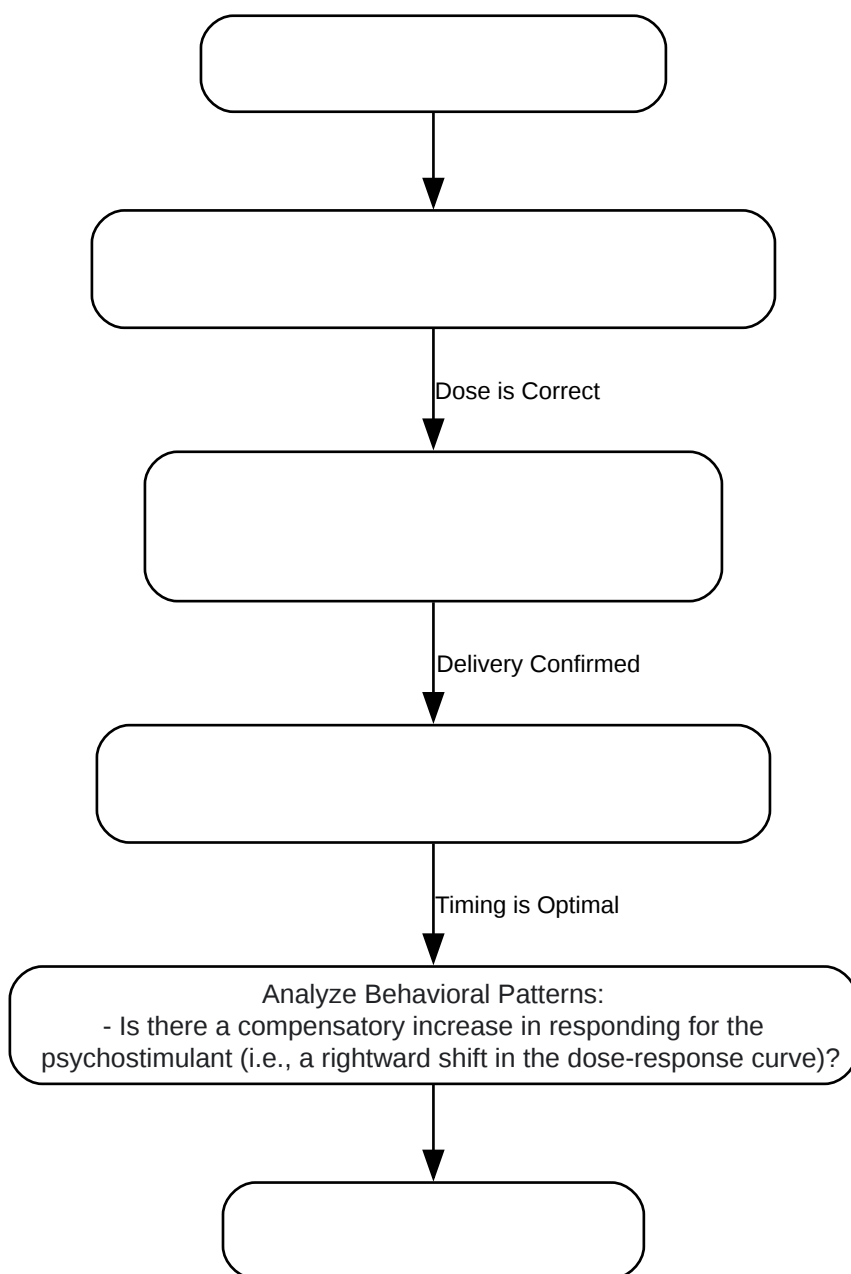 Dose is Correct
Delivery Confirmed
Timing is Optimal
Analyze Behavioral Patterns:
- Is there a compensatory increase in responding for the
psychostimulant (i.e., a rightward shift in the dose-response curve)?